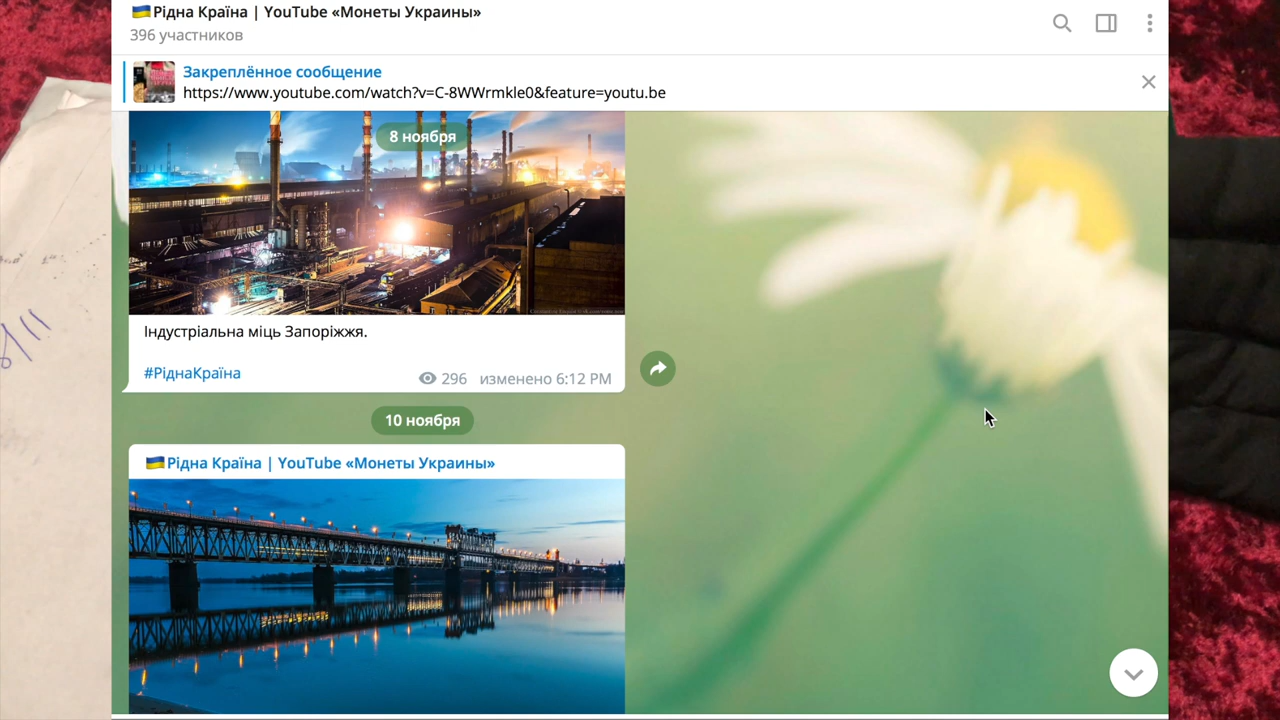 🇺🇦Рідна Країна | YouTube «Монеты Украины»
396 участников
Закреплённое сообщение
https://www.youtube.com/watch?v=C-8WWrmkle0&feature=youtu.be
8 ноября
Індустріальна міць Запоріжжя.
#РіднаКраїна
296 изменено 6:12 PM
10 ноября
🇺🇦Рідна Країна | YouTube «Монеты Украины»